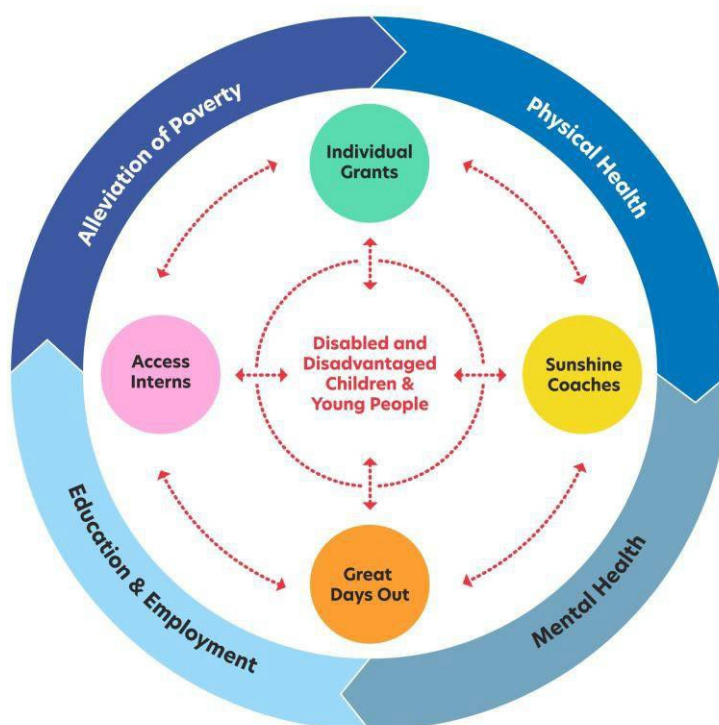 Alleviation of Poverty
Physical Health
Individual
Grants
Access
Interns
Disabled and
Disadvantaged
Children &
Young People
Sunshine
Coaches
Great
Days Out
Education & Employment
Mental Health